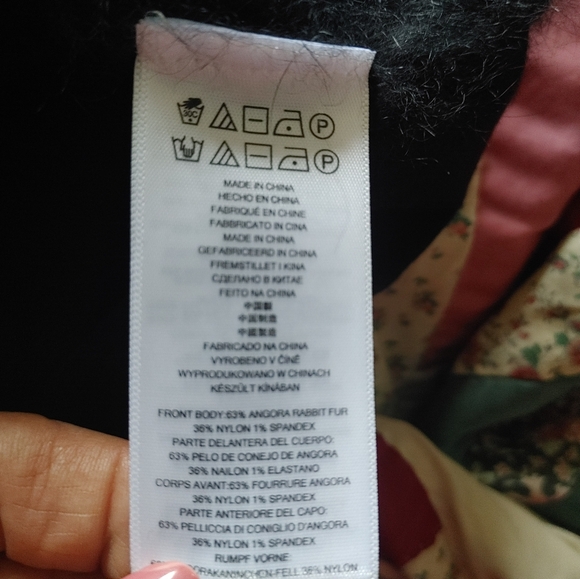 30C P
P
MADE IN CHINA
HECHO EN CHINA
FABRIQUÉ EN CHINE
FABBRICATO IN CINA
MADE IN CHINA
GEFABRICEERD IN CHINA
FREMSTILLET I KINA
СДЕЛАНО В КИТАЕ
FEITO NA CHINA
中国製
中国制造
中國製造
FABRICADO NA CHINA
VYROBENO V ČÍNĚ
WYPRODUKOWANO W CHINACH
KÉSZÜLT KÍNÁBAN
FRONT BODY:63% ANGORA RABBIT FUR
36% NYLON 1% SPANDEX
PARTE DELANTERA DEL CUERPO:
63% PELO DE CONEJO DE ANGORA
36% NAILON 1% ELASTANO
CORPS AVANT:63% FOURRURE ANGORA
36% NYLON 1% SPANDEX
PARTE ANTERIORE DEL CAPO:
63% PELLICCIA DI CONIGLIO D'ANGORA
36% NYLON 1% SPANDEX
RUMPF VORNE:
36% NYLON